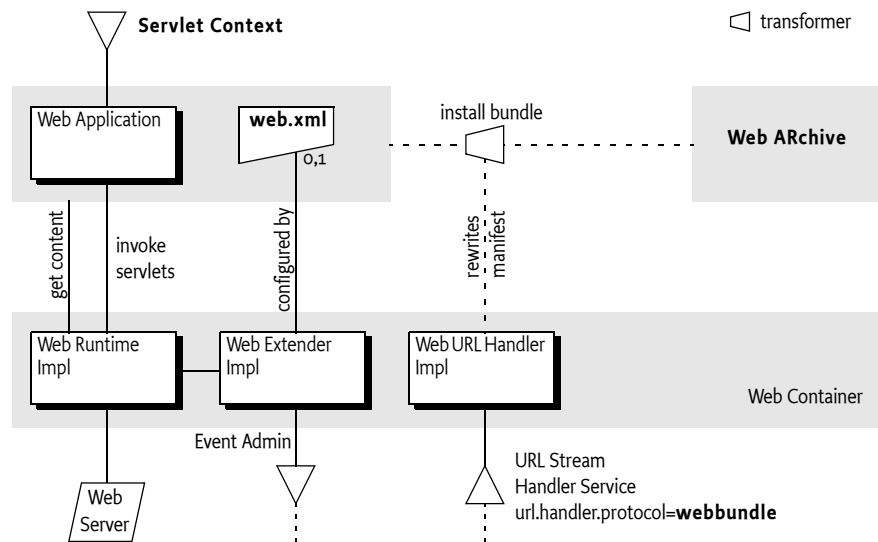 Servlet Context
transformer
Web Application
web.xml
0,1
install bundle
Web ARchive
get content
invoke
servlets
configured by
rewrites
manifest
Web Runtime
Impl
Web Extender
Impl
Web URL Handler
Impl
Web Container
Event Admin
Web
Server
URL Stream
Handler Service
url.handler.protocol=webbundle